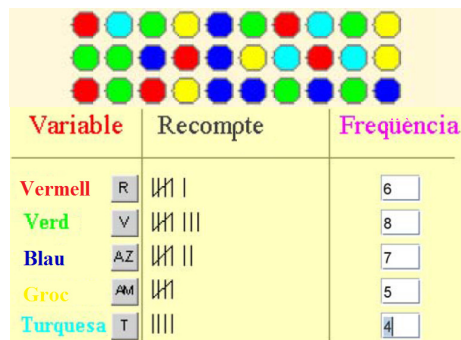 Variable Recompte Freqüència
Vermell R 6
Verd V 8
Blau AZ 7
Groc AM 5
Turquesa T 4